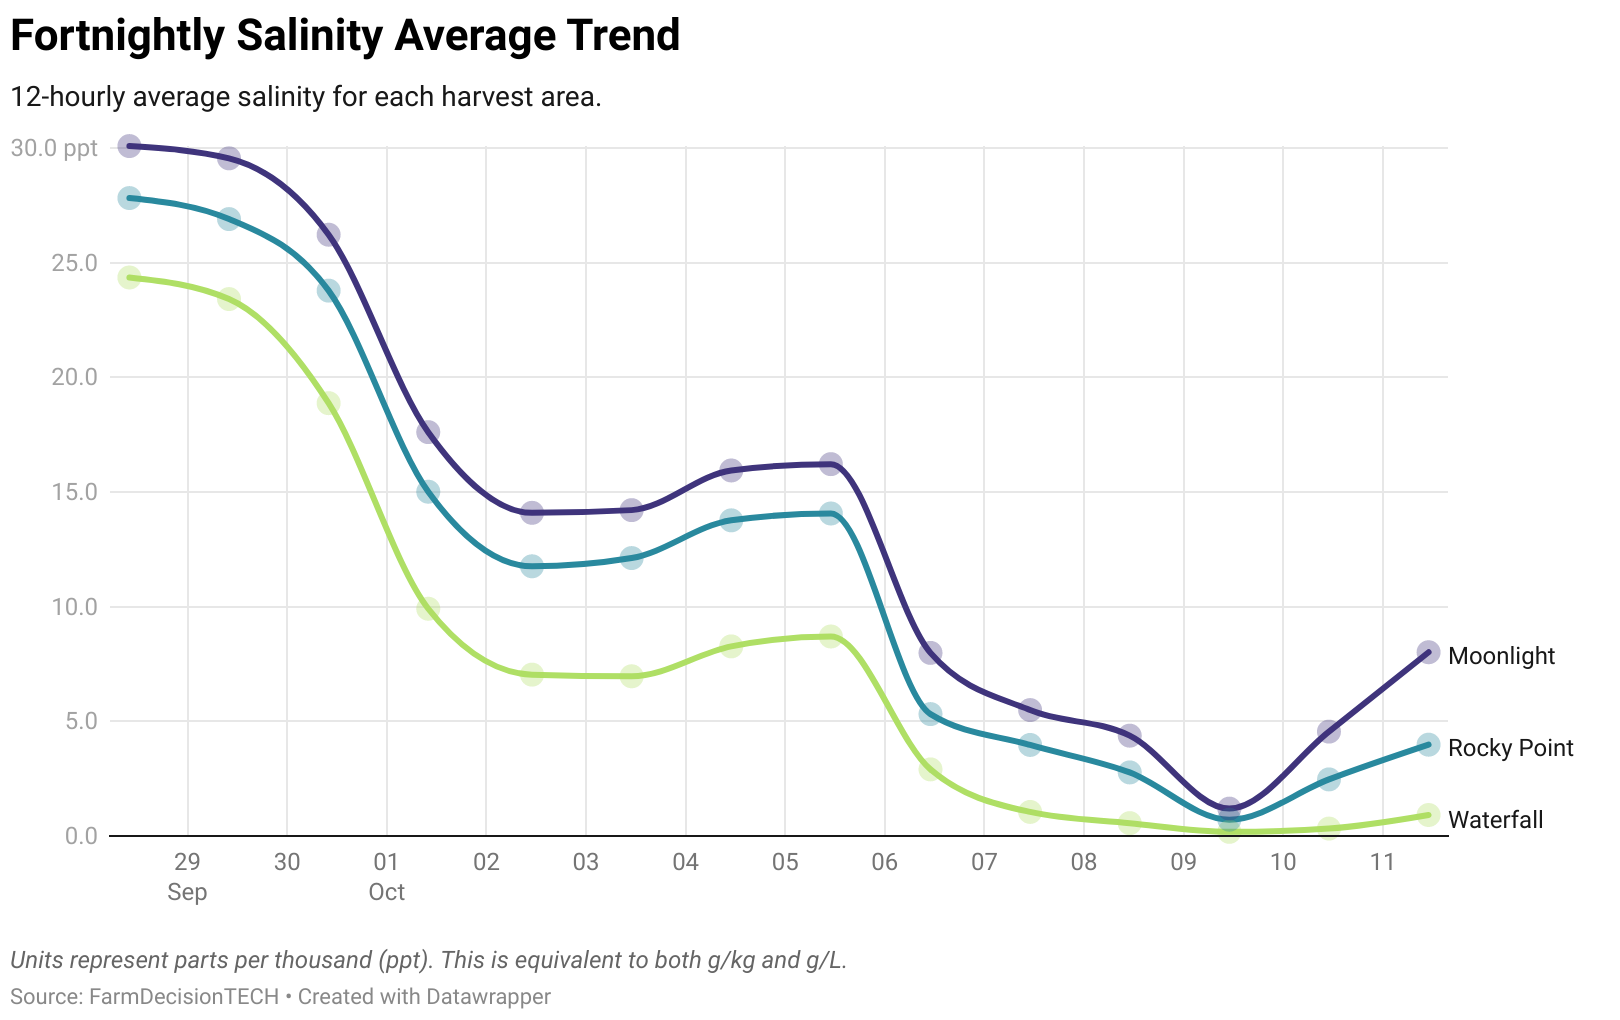 Fortnightly Salinity Average Trend
12-hourly average salinity for each harvest area.
30.0 ppt
25.0
20.0
15.0
10.0
5.0
0.0
Moonlight
Rocky Point
Waterfall
29 30 01 02 03 04 05 06 07 08 09 10 11
Sep Oct
Units represent parts per thousand (ppt). This is equivalent to both g/kg and g/L.
Source: FarmDecisionTECH • Created with Datawrapper